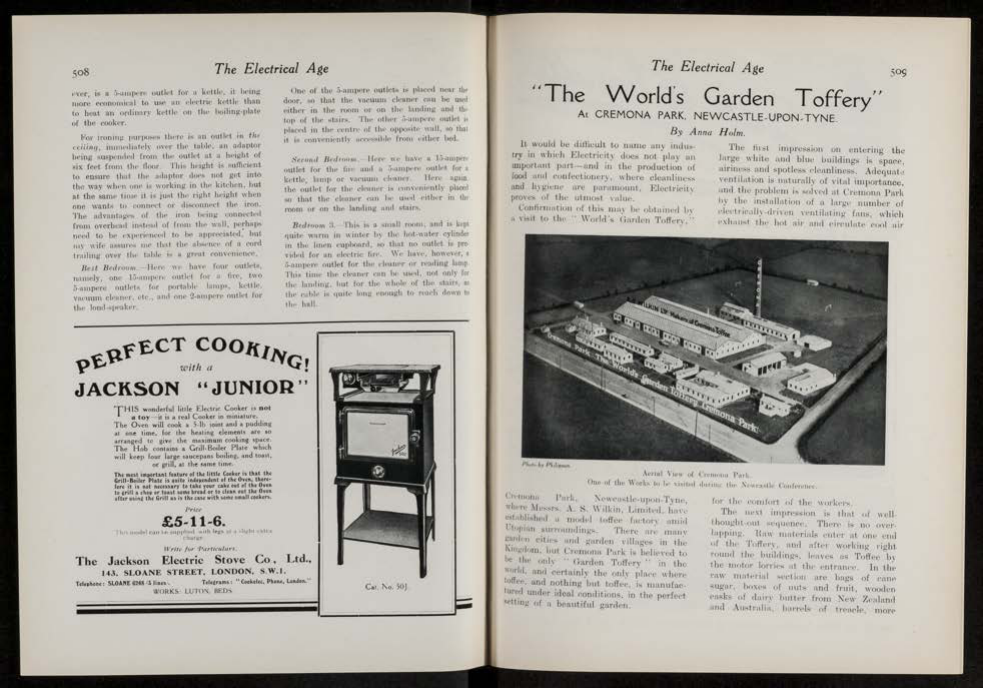 508
The Electrical Age
ever, is a 5-ampere outlet for a kettle, it being
more economical to use an electric kettle than
to heat an ordinary kettle on the boiling-plate
of the cooker.
For ironing purposes there is an outlet in the
ceiling, immediately over the table, an adaptor
being suspended from the outlet at a height of
six feet from the floor. This height is sufficient
to ensure that the adaptor does not get into
the way when one is working in the kitchen, but
at the same time it is just the right height when
one wants to connect or disconnect the iron.
The advantages of the iron being connected
from overhead instead of from the wall, perhaps
need to be experienced to be appreciated, but
my wife assures me that the absence of a cord
trailing over the table is a great convenience.
Best Bedroom.—Here we have four outlets,
namely, one 15-ampere outlet for a fire, two
5-ampere outlets for portable lamps, kettle,
vacuum cleaner, etc., and one 2-ampere outlet for
the loud-speaker.
One of the 5-ampere outlets is placed near the
door, so that the vacuum cleaner can be used
either in the room or on the landing and the
top of the stairs. The other 5-ampere outlet is
placed in the centre of the opposite wall, so that
it is conveniently accessible from either bed.
Second Bedroom.—Here we have a 15-ampere
outlet for the fire and a 5-ampere outlet for a
kettle, lamp or vacuum cleaner. Here again,
the outlet for the cleaner is conveniently placed
so that the cleaner can be used either in the
room or on the landing and stairs.
Bedroom 3.—This is a small room, and is kept
quite warm in winter by the hot-water cylinder
in the linen cupboard, so that no outlet is pro-
vided for an electric fire. We have, however, a
5-ampere outlet for the cleaner or reading lamp.
This time the cleaner can be used, not only for
the landing, but for the whole of the stairs, as
the cable is quite long enough to reach down to
the hall.
PERFECT COOKING!
with a
JACKSON "JUNIOR"
THIS wonderful little Electric Cooker is not
a toy—it is a real Cooker in miniature.
The Oven will cook a 5-lb joint and a pudding
at one time, for the heating elements are so
arranged to give the maximum cooking space.
The Hob contains a Grill-Boiler Plate which
will keep four large saucepans boiling, and toast,
or grill, at the same time.
The most important feature of the little Cooker is that the
Grill-Boiler Plate is quite independent of the Oven, there-
fore it is not necessary to take your cake out of the Oven
to grill a chop or toast some bread or to clean out the Oven
after using the Grill as is the case with some small cookers.
Price
£5-11-6.
This model can be supplied with legs at a slight extra
charge.
Write for Particulars.
The Jackson Electric Stove Co., Ltd.,
143, SLOANE STREET, LONDON, S.W.1.
Telephone: SLOANE 6248 (5 lines). Telegrams: "Cookeloc, Phone, London."
WORKS: LUTON, BEDS.
Cat. No. 50J.
The Electrical Age
509
"The World's Garden Toffery"
At CREMONA PARK, NEWCASTLE-UPON-TYNE.
By Anna Holm.
It would be difficult to name any indus-
try in which Electricity does not play an
important part—and in the production of
food and confectionery, where cleanliness
and hygiene are paramount, Electricity
proves of the utmost value.
Confirmation of this may be obtained by
a visit to the "World's Garden Toffery,"
The first impression on entering the
large white and blue buildings is space,
airiness and spotless cleanliness. Adequate
ventilation is naturally of vital importance,
and the problem is solved at Cremona Park
by the installation of a large number of
electrically-driven ventilating fans, which
exhaust the hot air and circulate cool air
Makers of Cremona Toffee
Cremona Park The World's Garden Toffery Cremona Park
Photo by Philipson
Aerial View of Cremona Park.
One of the Works to be visited during the Newcastle Conference.
Cremona Park, Newcastle-upon-Tyne,
where Messrs. A. S. Wilkin, Limited, have
established a model toffee factory amid
Utopian surroundings. There are many
garden cities and garden villages in the
Kingdom, but Cremona Park is believed to
be the only "Garden Toffery" in the
world, and certainly the only place where
toffee, and nothing but toffee, is manufac-
tured under ideal conditions, in the perfect
setting of a beautiful garden.
for the comfort of the workers.
The next impression is that of well-
thought-out sequence. There is no over-
lapping. Raw materials enter at one end
of the Toffery, and after working right
round the buildings, leaves as Toffee by
the motor lorries at the entrance. In the
raw material section are bags of cane
sugar, boxes of nuts and fruit, wooden
casks of dairy butter from New Zealand
and Australia, barrels of treacle, more